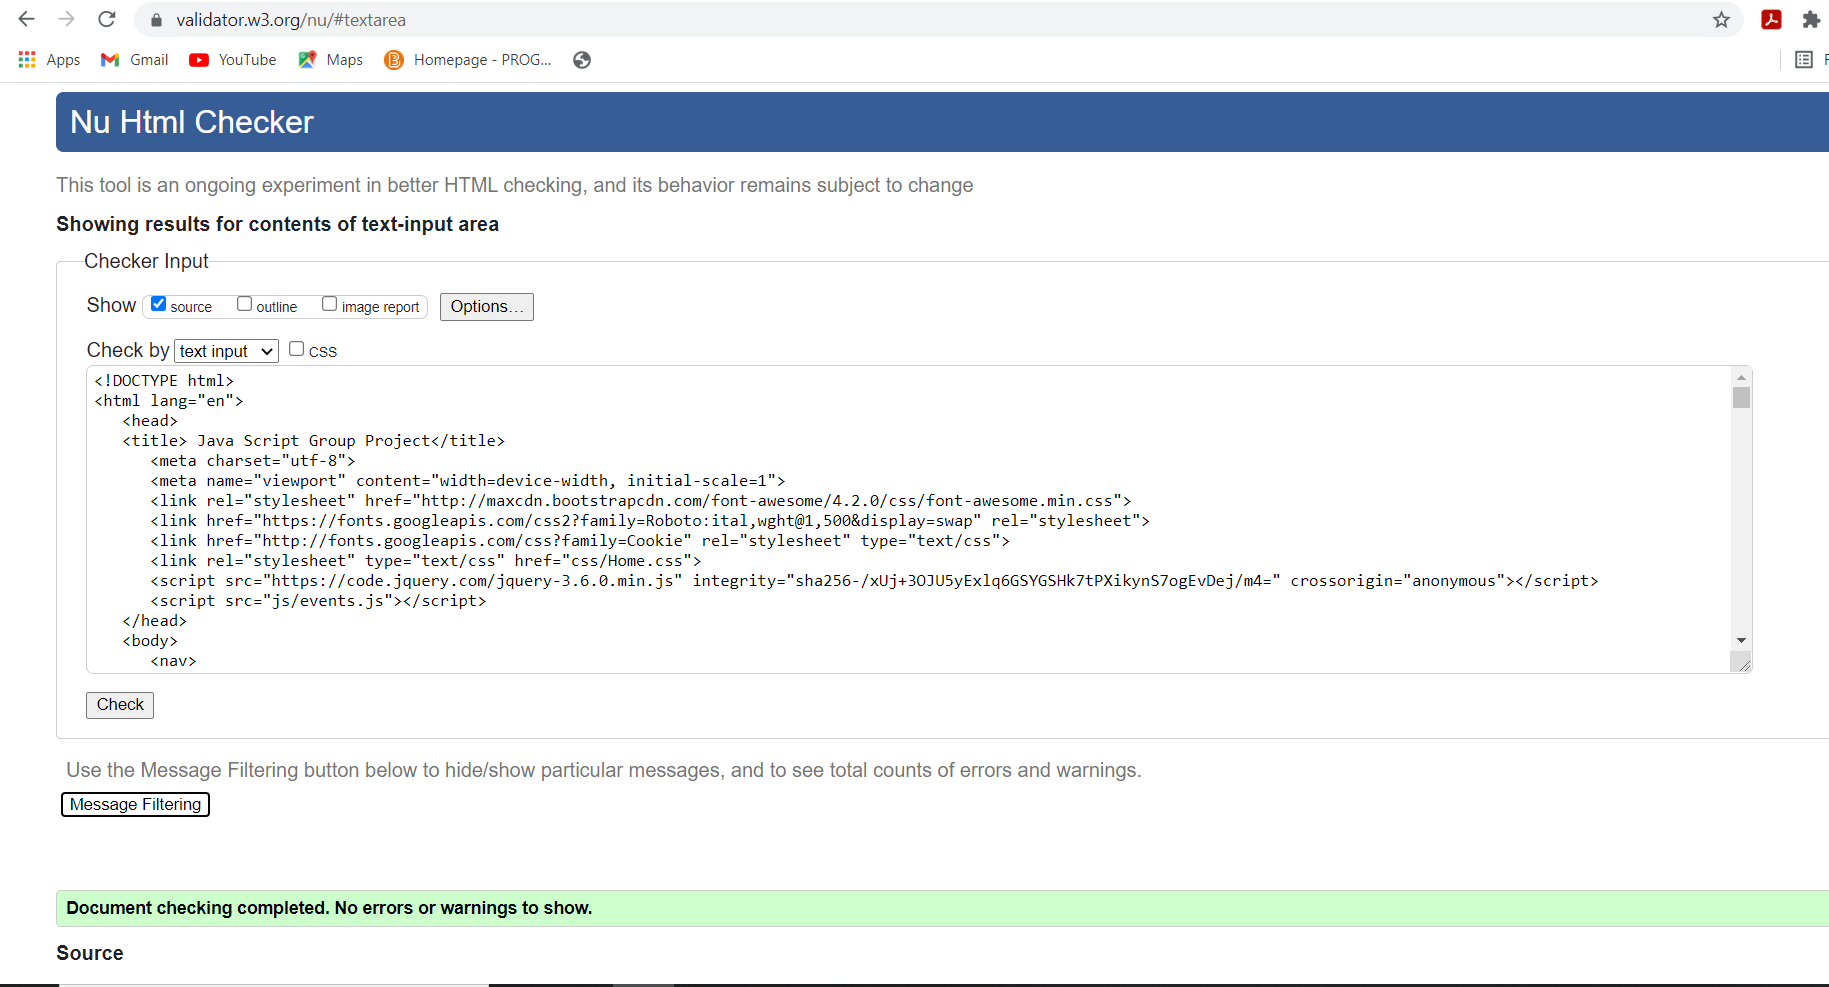 validator.w3.org/nu/#textarea
Apps Gmail YouTube Maps Homepage - PROG...
Nu Html Checker
This tool is an ongoing experiment in better HTML checking, and its behavior remains subject to change
Showing results for contents of text-input area
Checker Input
Show source outline image report Options...
Check by text input CSS
<!DOCTYPE html>
<html lang="en">
<head>
<title> Java Script Group Project</title>
<meta charset="utf-8">
<meta name="viewport" content="width=device-width, initial-scale=1">
<link rel="stylesheet" href="http://maxcdn.bootstrapcdn.com/font-awesome/4.2.0/css/font-awesome.min.css">
<link href="https://fonts.googleapis.com/css2?family=Roboto:ital,wght@1,500&display=swap" rel="stylesheet">
<link href="http://fonts.googleapis.com/css?family=Cookie" rel="stylesheet" type="text/css">
<link rel="stylesheet" type="text/css" href="css/Home.css">
<script src="https://code.jquery.com/jquery-3.6.0.min.js" integrity="sha256-/xUj+3OJU5yExlq6GSYGSHk7tPXikynS7ogEvDej/m4=" crossorigin="anonymous"></script>
<script src="js/events.js"></script>
</head>
<body>
<nav>
Check
Use the Message Filtering button below to hide/show particular messages, and to see total counts of errors and warnings.
Message Filtering
Document checking completed. No errors or warnings to show.
Source